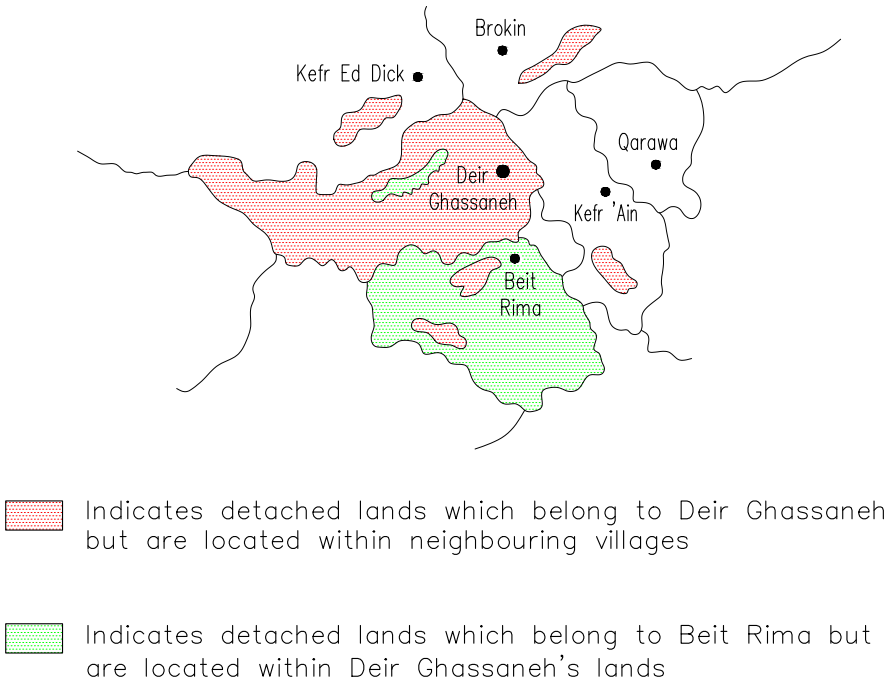 Brokin
Kefr Ed Dick
Qarawa
Deir
Ghassaneh
Kefr 'Ain
Beit
Rima
Indicates detached lands which belong to Deir Ghassaneh
but are located within neighbouring villages
Indicates detached lands which belong to Beit Rima but
are located within Deir Ghassaneh's lands